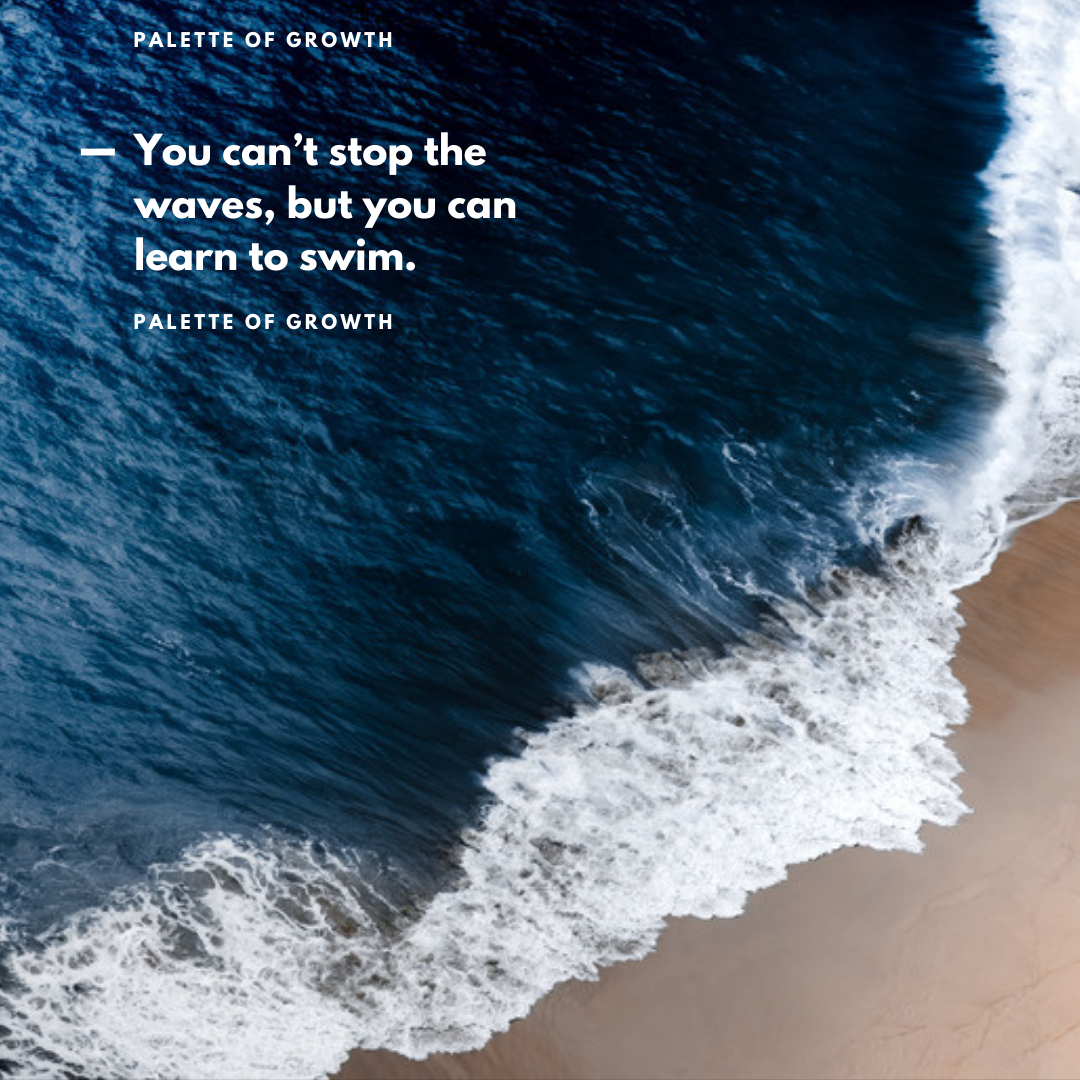 PALETTE OF GROWTH
— You can’t stop the
waves, but you can
learn to swim.
PALETTE OF GROWTH